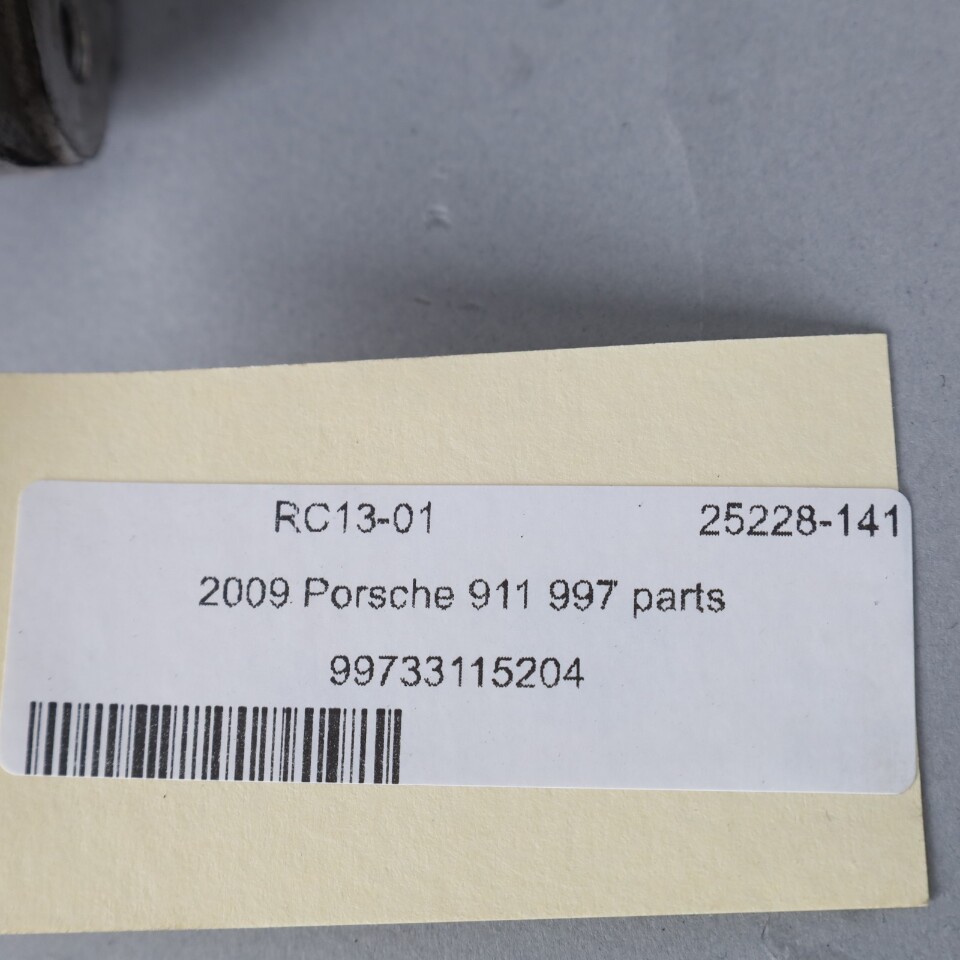 RC13-01 25228-141
2009 Porsche 911 997 parts
99733115204